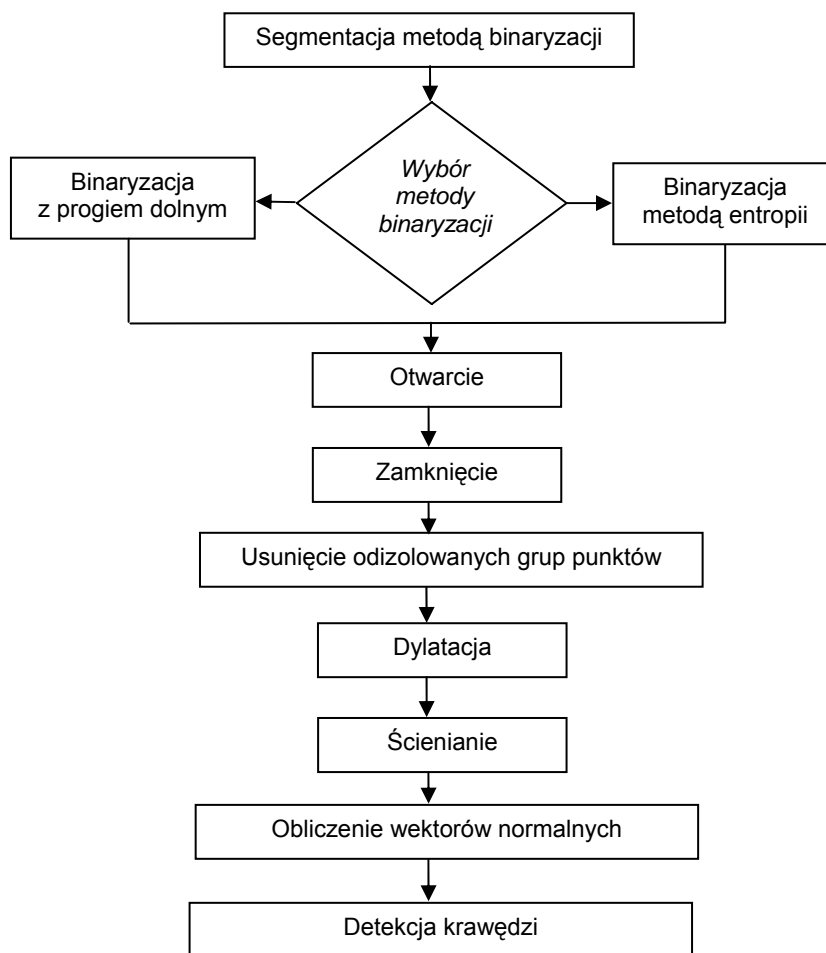 Segmentacja metodą binaryzacji
Wybór
metody
binaryzacji
Binaryzacja
z progiem dolnym
Binaryzacja
metodą entropii
Otwarcie
Zamknięcie
Usunięcie odizolowanych grup punktów
Dylatacja
Ścienianie
Obliczenie wektorów normalnych
Detekcja krawędzi